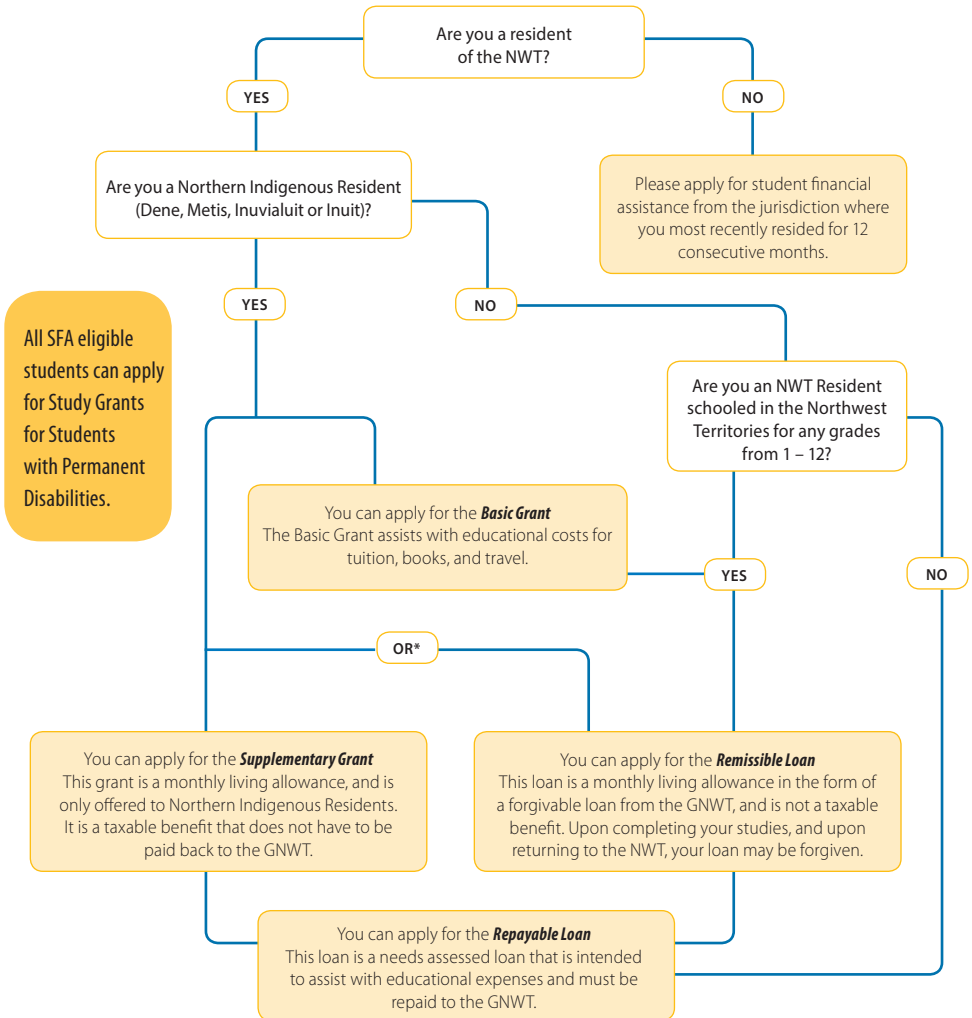 Are you a resident
of the NWT?
YES
NO
Are you a Northern Indigenous Resident
(Dene, Metis, Inuvialuit or Inuit)?
Please apply for student financial
assistance from the jurisdiction where
you most recently resided for 12
consecutive months.
YES
NO
All SFA eligible
students can apply
for Study Grants
for Students
with Permanent
Disabilities.
Are you an NWT Resident
schooled in the Northwest
Territories for any grades
from 1 – 12?
You can apply for the Basic Grant
The Basic Grant assists with educational costs for
tuition, books, and travel.
YES
NO
OR*
You can apply for the Supplementary Grant
This grant is a monthly living allowance, and is
only offered to Northern Indigenous Residents.
It is a taxable benefit that does not have to be
paid back to the GNWT.
You can apply for the Remissible Loan
This loan is a monthly living allowance in the form of
a forgivable loan from the GNWT, and is not a taxable
benefit. Upon completing your studies, and upon
returning to the NWT, your loan may be forgiven.
You can apply for the Repayable Loan
This loan is a needs assessed loan that is intended
to assist with educational expenses and must be
repaid to the GNWT.